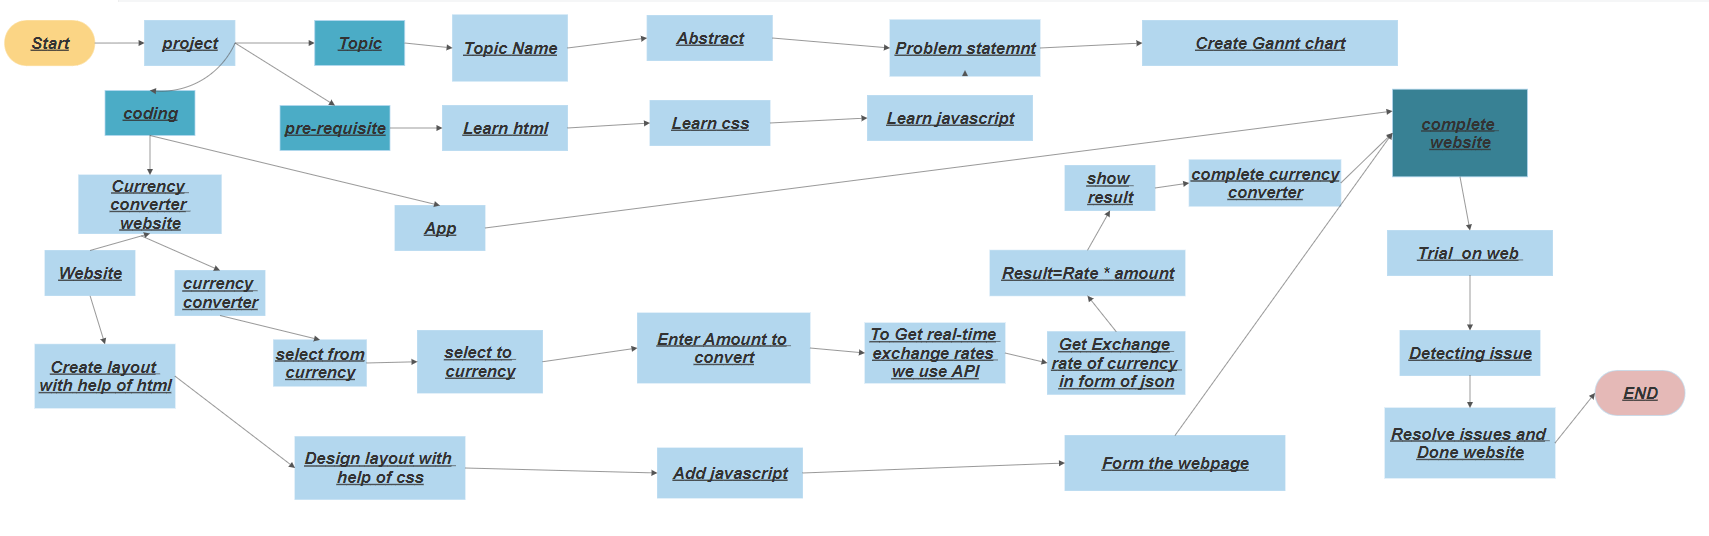 Start
project
Topic
Topic Name
Abstract
Problem statemnt
Create Gannt chart
coding
pre-requisite
Learn html
Learn css
Learn javascript
complete
website
Currency
converter
website
App
show
result
complete currency
converter
Website
currency
converter
Result=Rate * amount
Trial on web
Create layout
with help of html
select from
currency
select to
currency
Enter Amount to
convert
To Get real-time
exchange rates
we use API
Get Exchange
rate of currency
in form of json
Detecting issue
END
Design layout with
help of css
Add javascript
Form the webpage
Resolve issues and
Done website